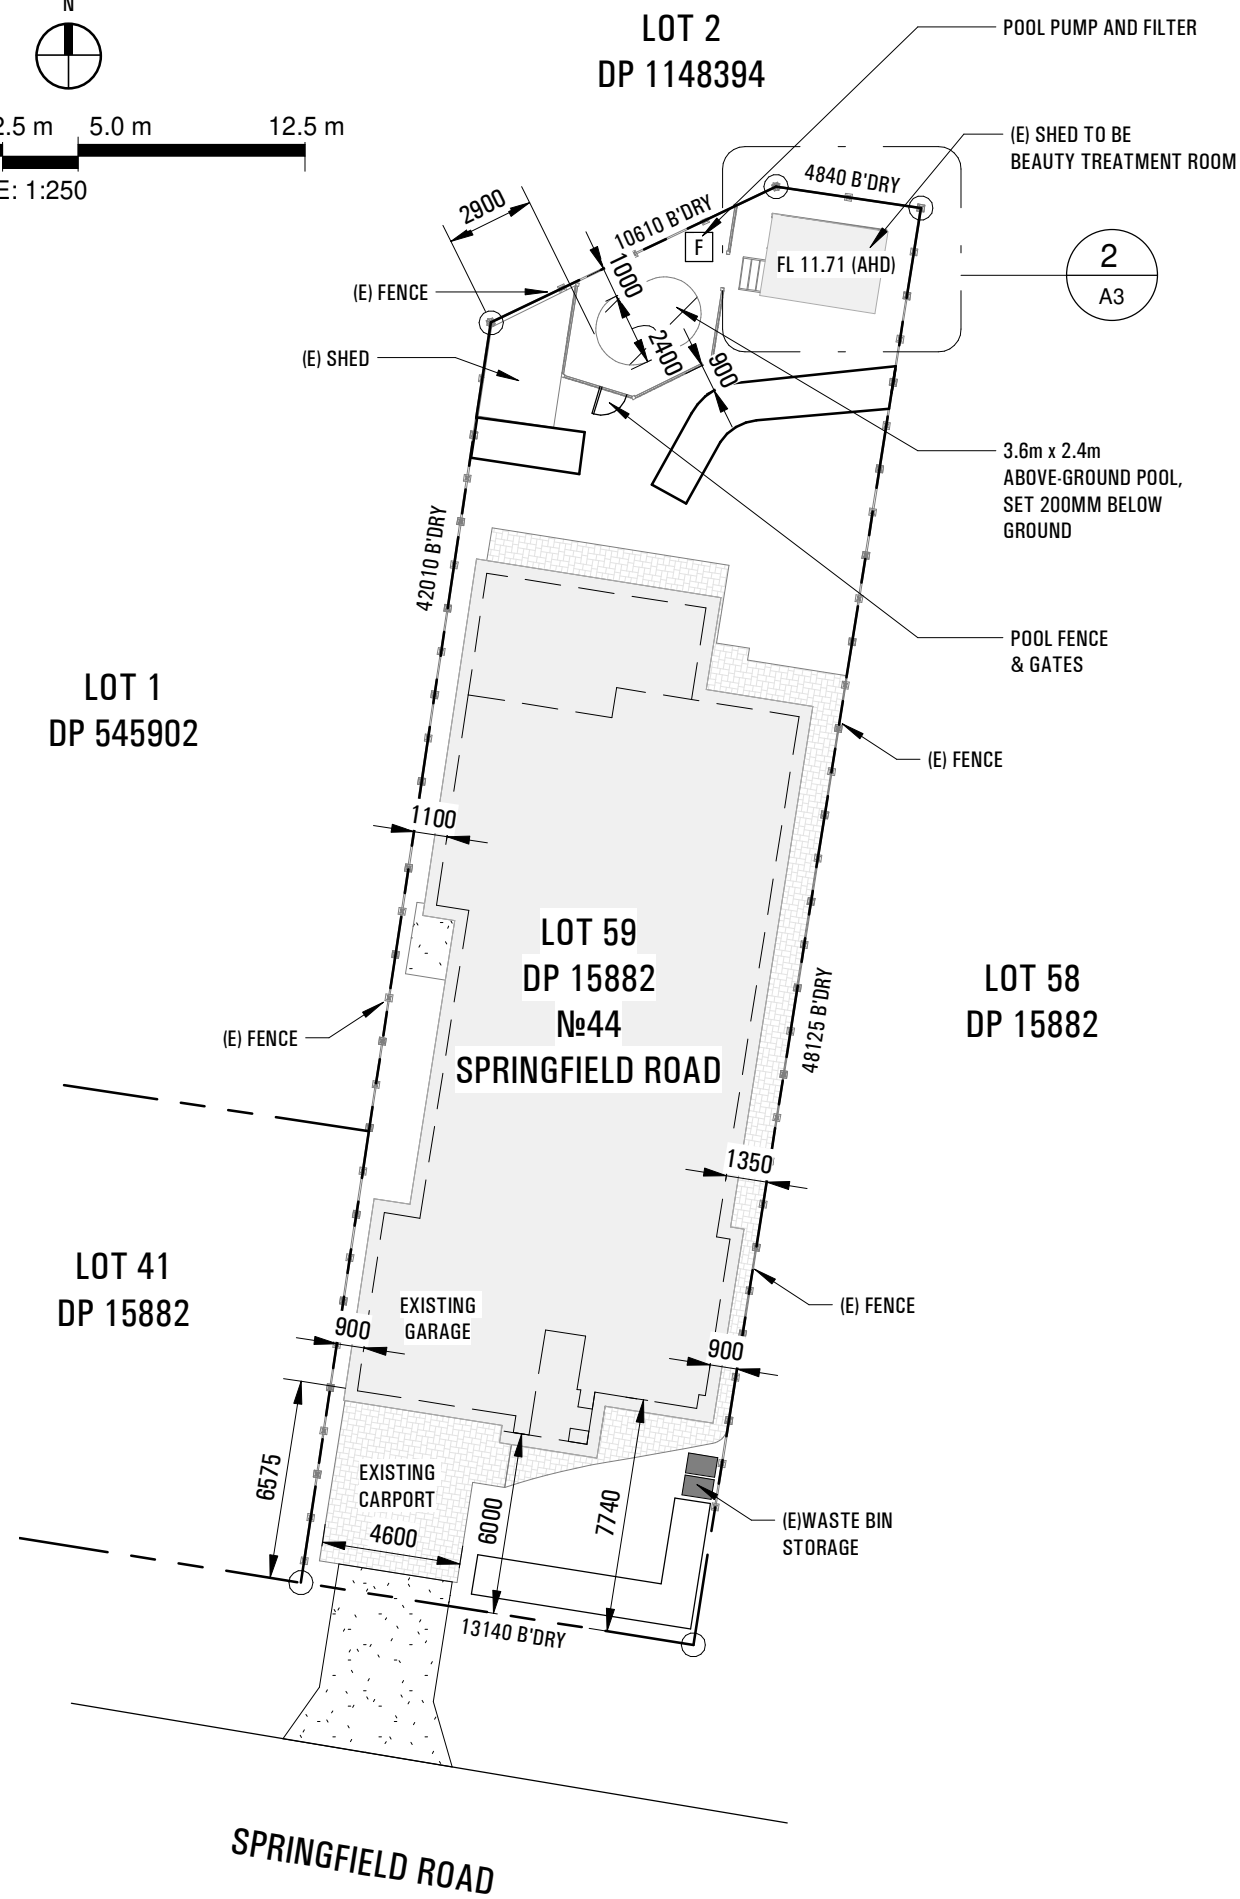 N
2.5 m 5.0 m 12.5 m
E: 1:250
LOT 2
DP 1148394
POOL PUMP AND FILTER
(E) SHED TO BE
BEAUTY TREATMENT ROOM
4840 B'DRY
2900
10610 B'DRY
F
FL 11.71 (AHD)
2
A3
1000
(E) FENCE
2400
(E) SHED
900
3.6m x 2.4m
ABOVE-GROUND POOL,
SET 200MM BELOW
GROUND
42010 B'DRY
POOL FENCE
& GATES
LOT 1
DP 545902
(E) FENCE
1100
LOT 59
DP 15882
№44
SPRINGFIELD ROAD
LOT 58
DP 15882
48125 B'DRY
(E) FENCE
1350
LOT 41
DP 15882
EXISTING
GARAGE
(E) FENCE
900
900
6575
EXISTING
CARPORT
4600
6000
7740
(E)WASTE BIN
STORAGE
13140 B'DRY
SPRINGFIELD ROAD